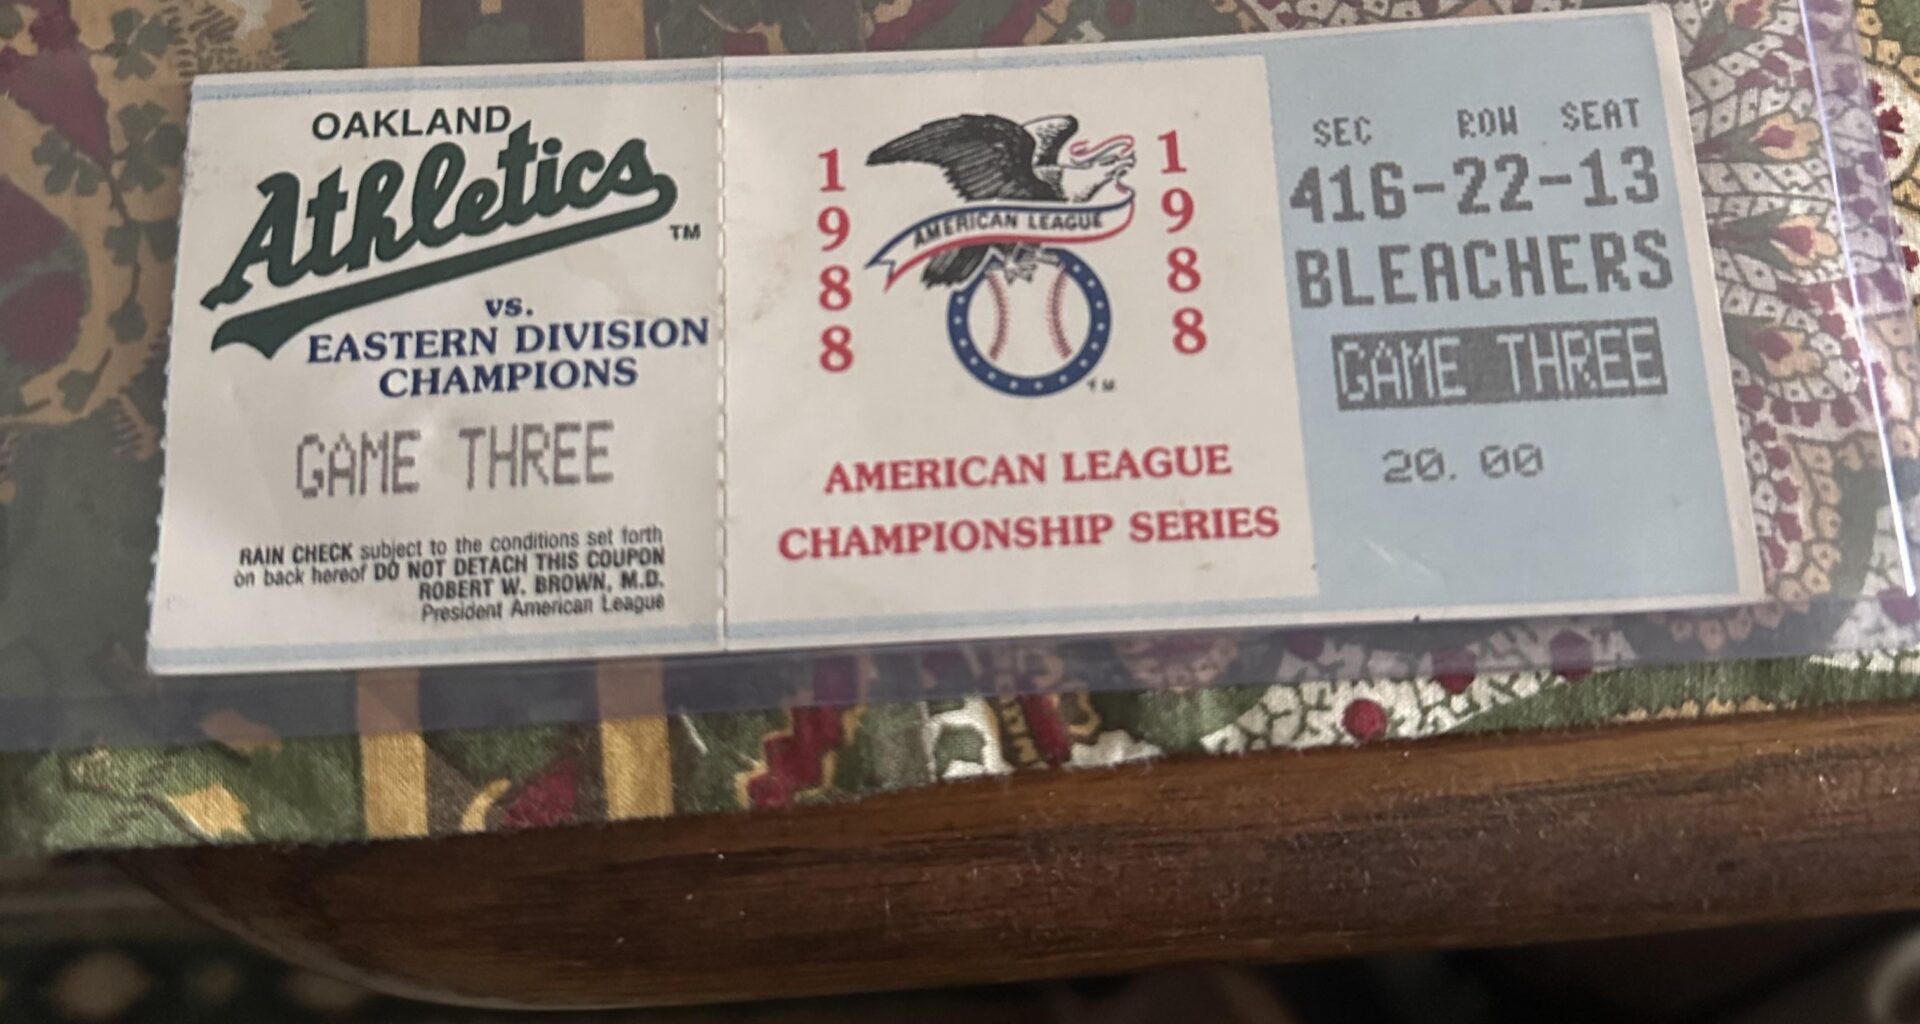 OAKLAND
Athletics
TM
vs.
EASTERN DIVISION
CHAMPIONS
GAME THREE
RAIN CHECK subject to the conditions set forth
on back hereof DO NOT DETACH THIS COUPON
ROBERT W. BROWN, M.D.
President American League
1988
AMERICAN LEAGUE
1988
TM
AMERICAN LEAGUE
CHAMPIONSHIP SERIES
SEC ROW SEAT
416-22-13
BLEACHERS
GAME THREE
20.00